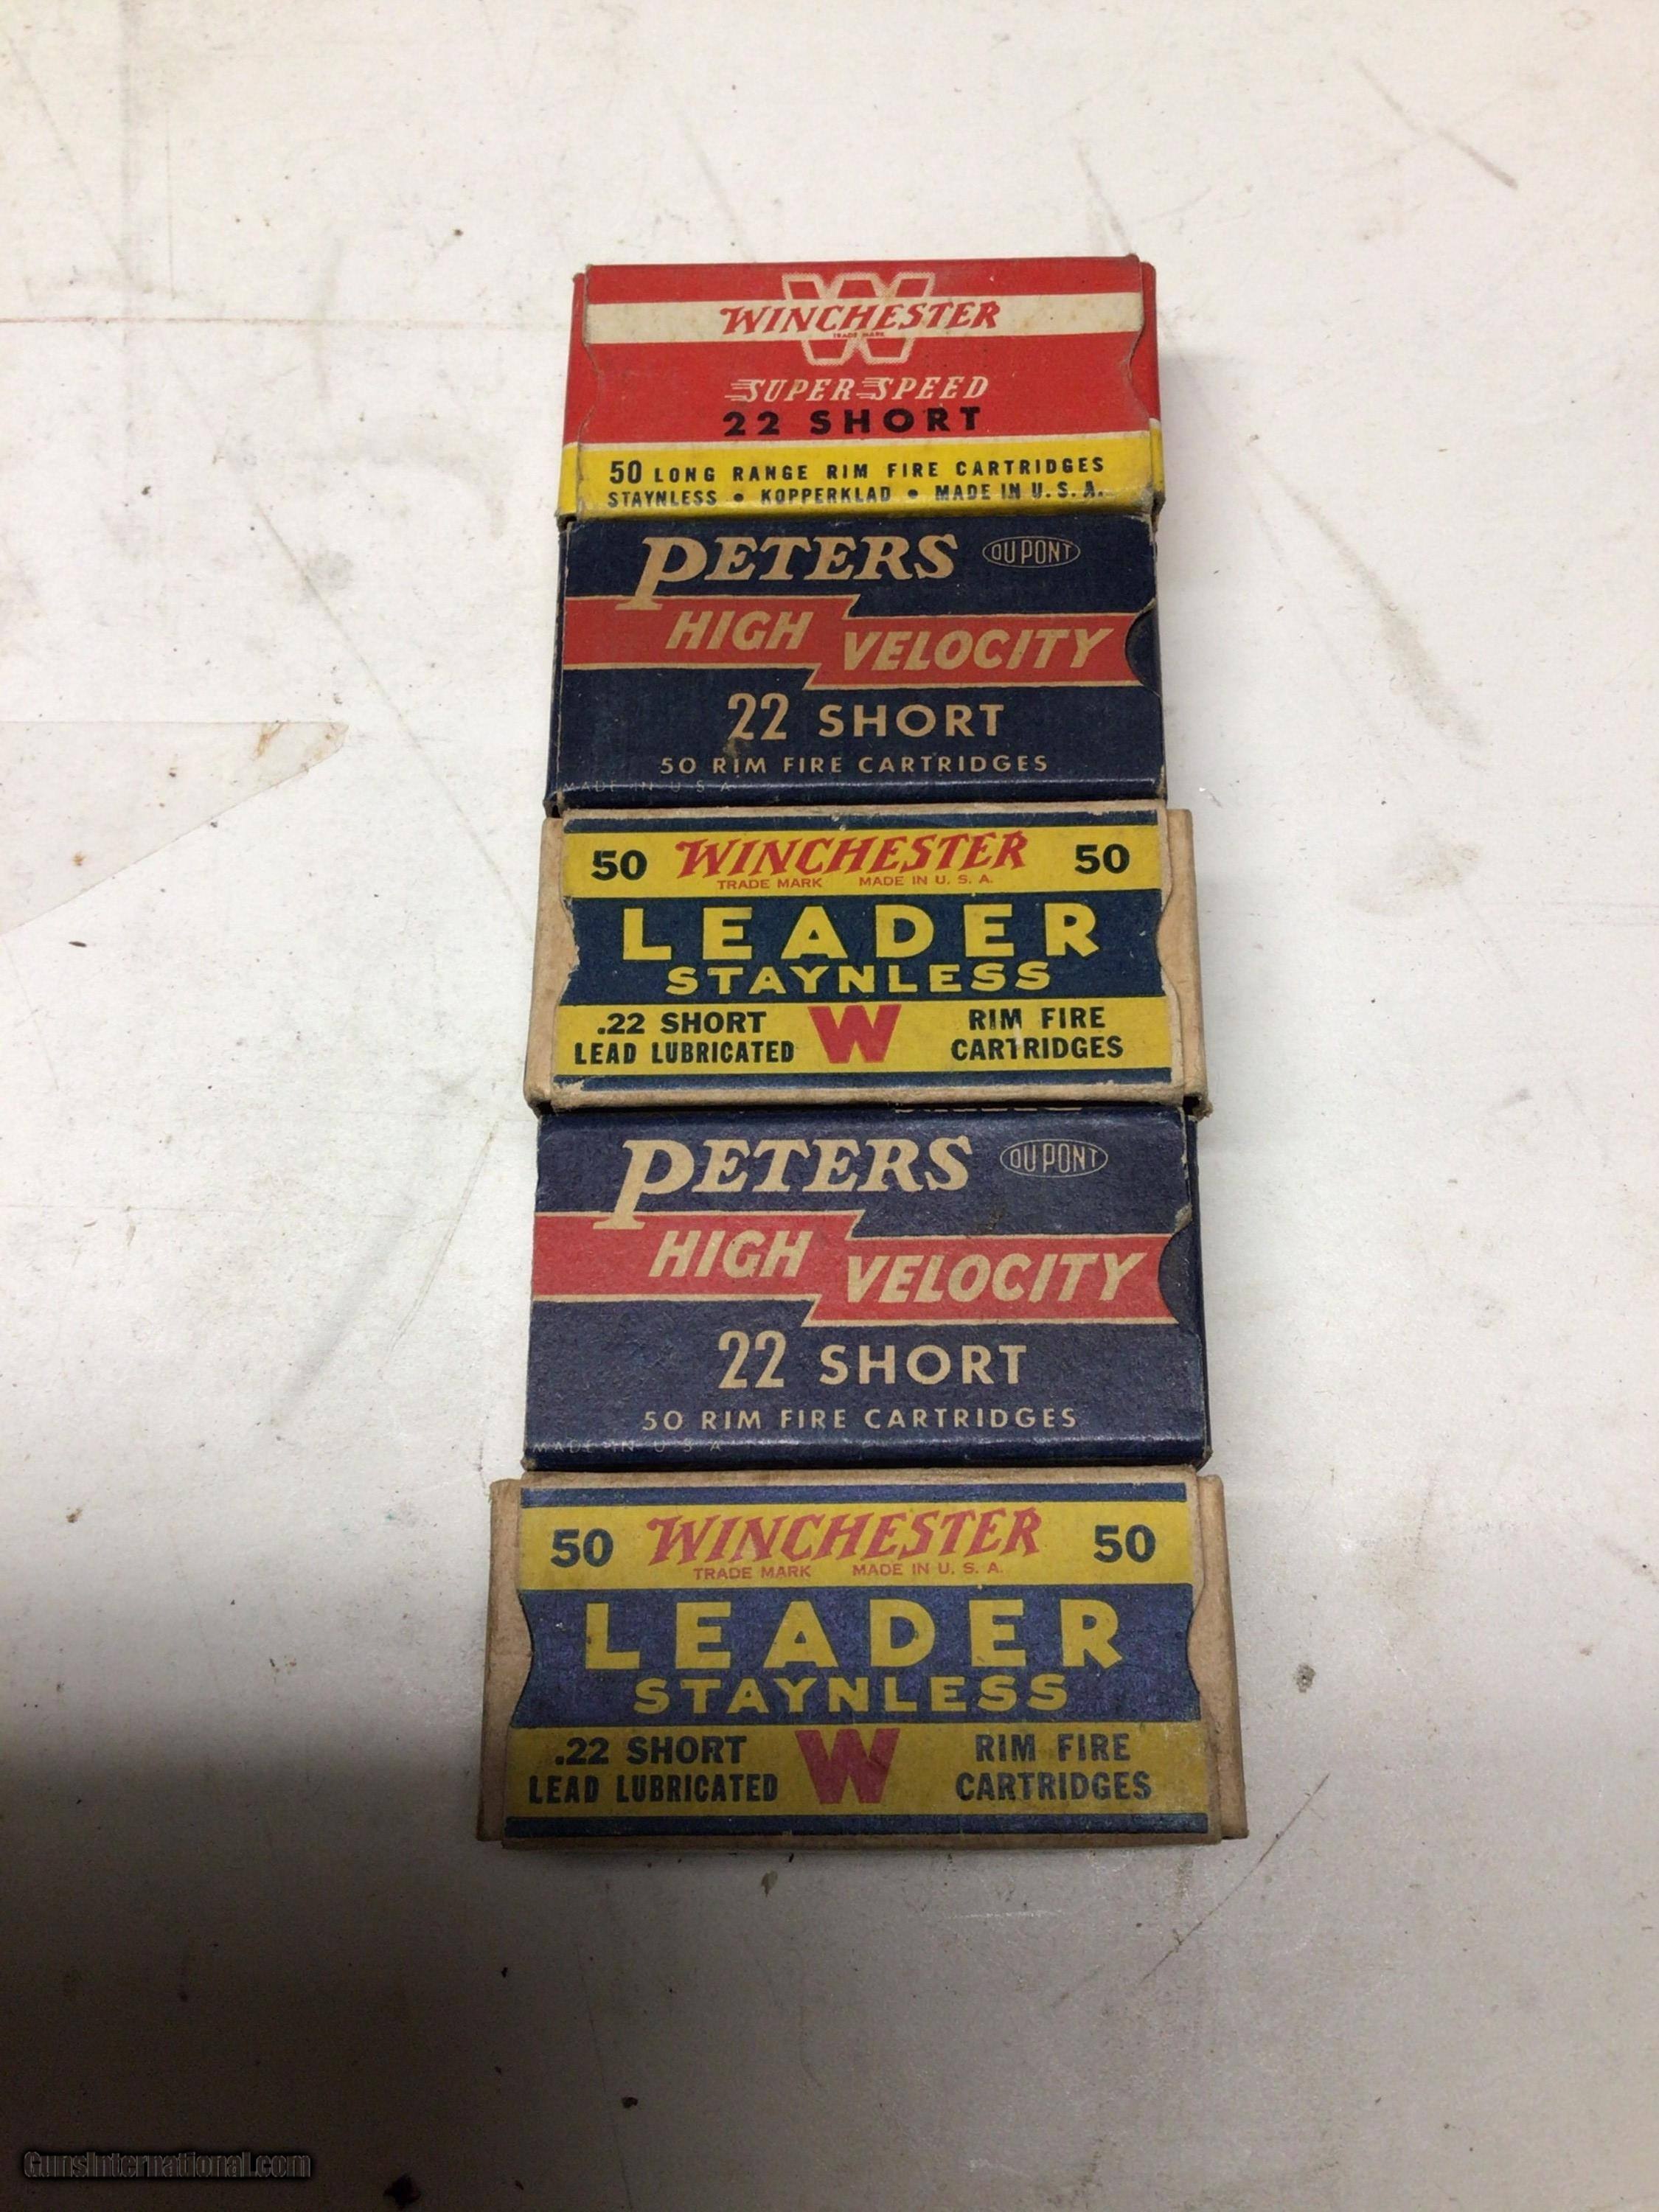 WINCHESTER
TRADE MARK
SUPER SPEED
22 SHORT
50 LONG RANGE RIM FIRE CARTRIDGES
STAYNLESS • KOPPERKLAD • MADE IN U.S.A.
PETERS DU PONT
HIGH VELOCITY
22 SHORT
50 RIM FIRE CARTRIDGES
MADE IN U S A
50 WINCHESTER 50
TRADE MARK MADE IN U. S. A.
LEADER
STAYNLESS
.22 SHORT W RIM FIRE
LEAD LUBRICATED CARTRIDGES
PETERS DU PONT
HIGH VELOCITY
22 SHORT
50 RIM FIRE CARTRIDGES
MADE IN U S A
50 WINCHESTER 50
TRADE MARK MADE IN U. S. A.
LEADER
STAYNLESS
.22 SHORT W RIM FIRE
LEAD LUBRICATED CARTRIDGES
GunsInternational.com